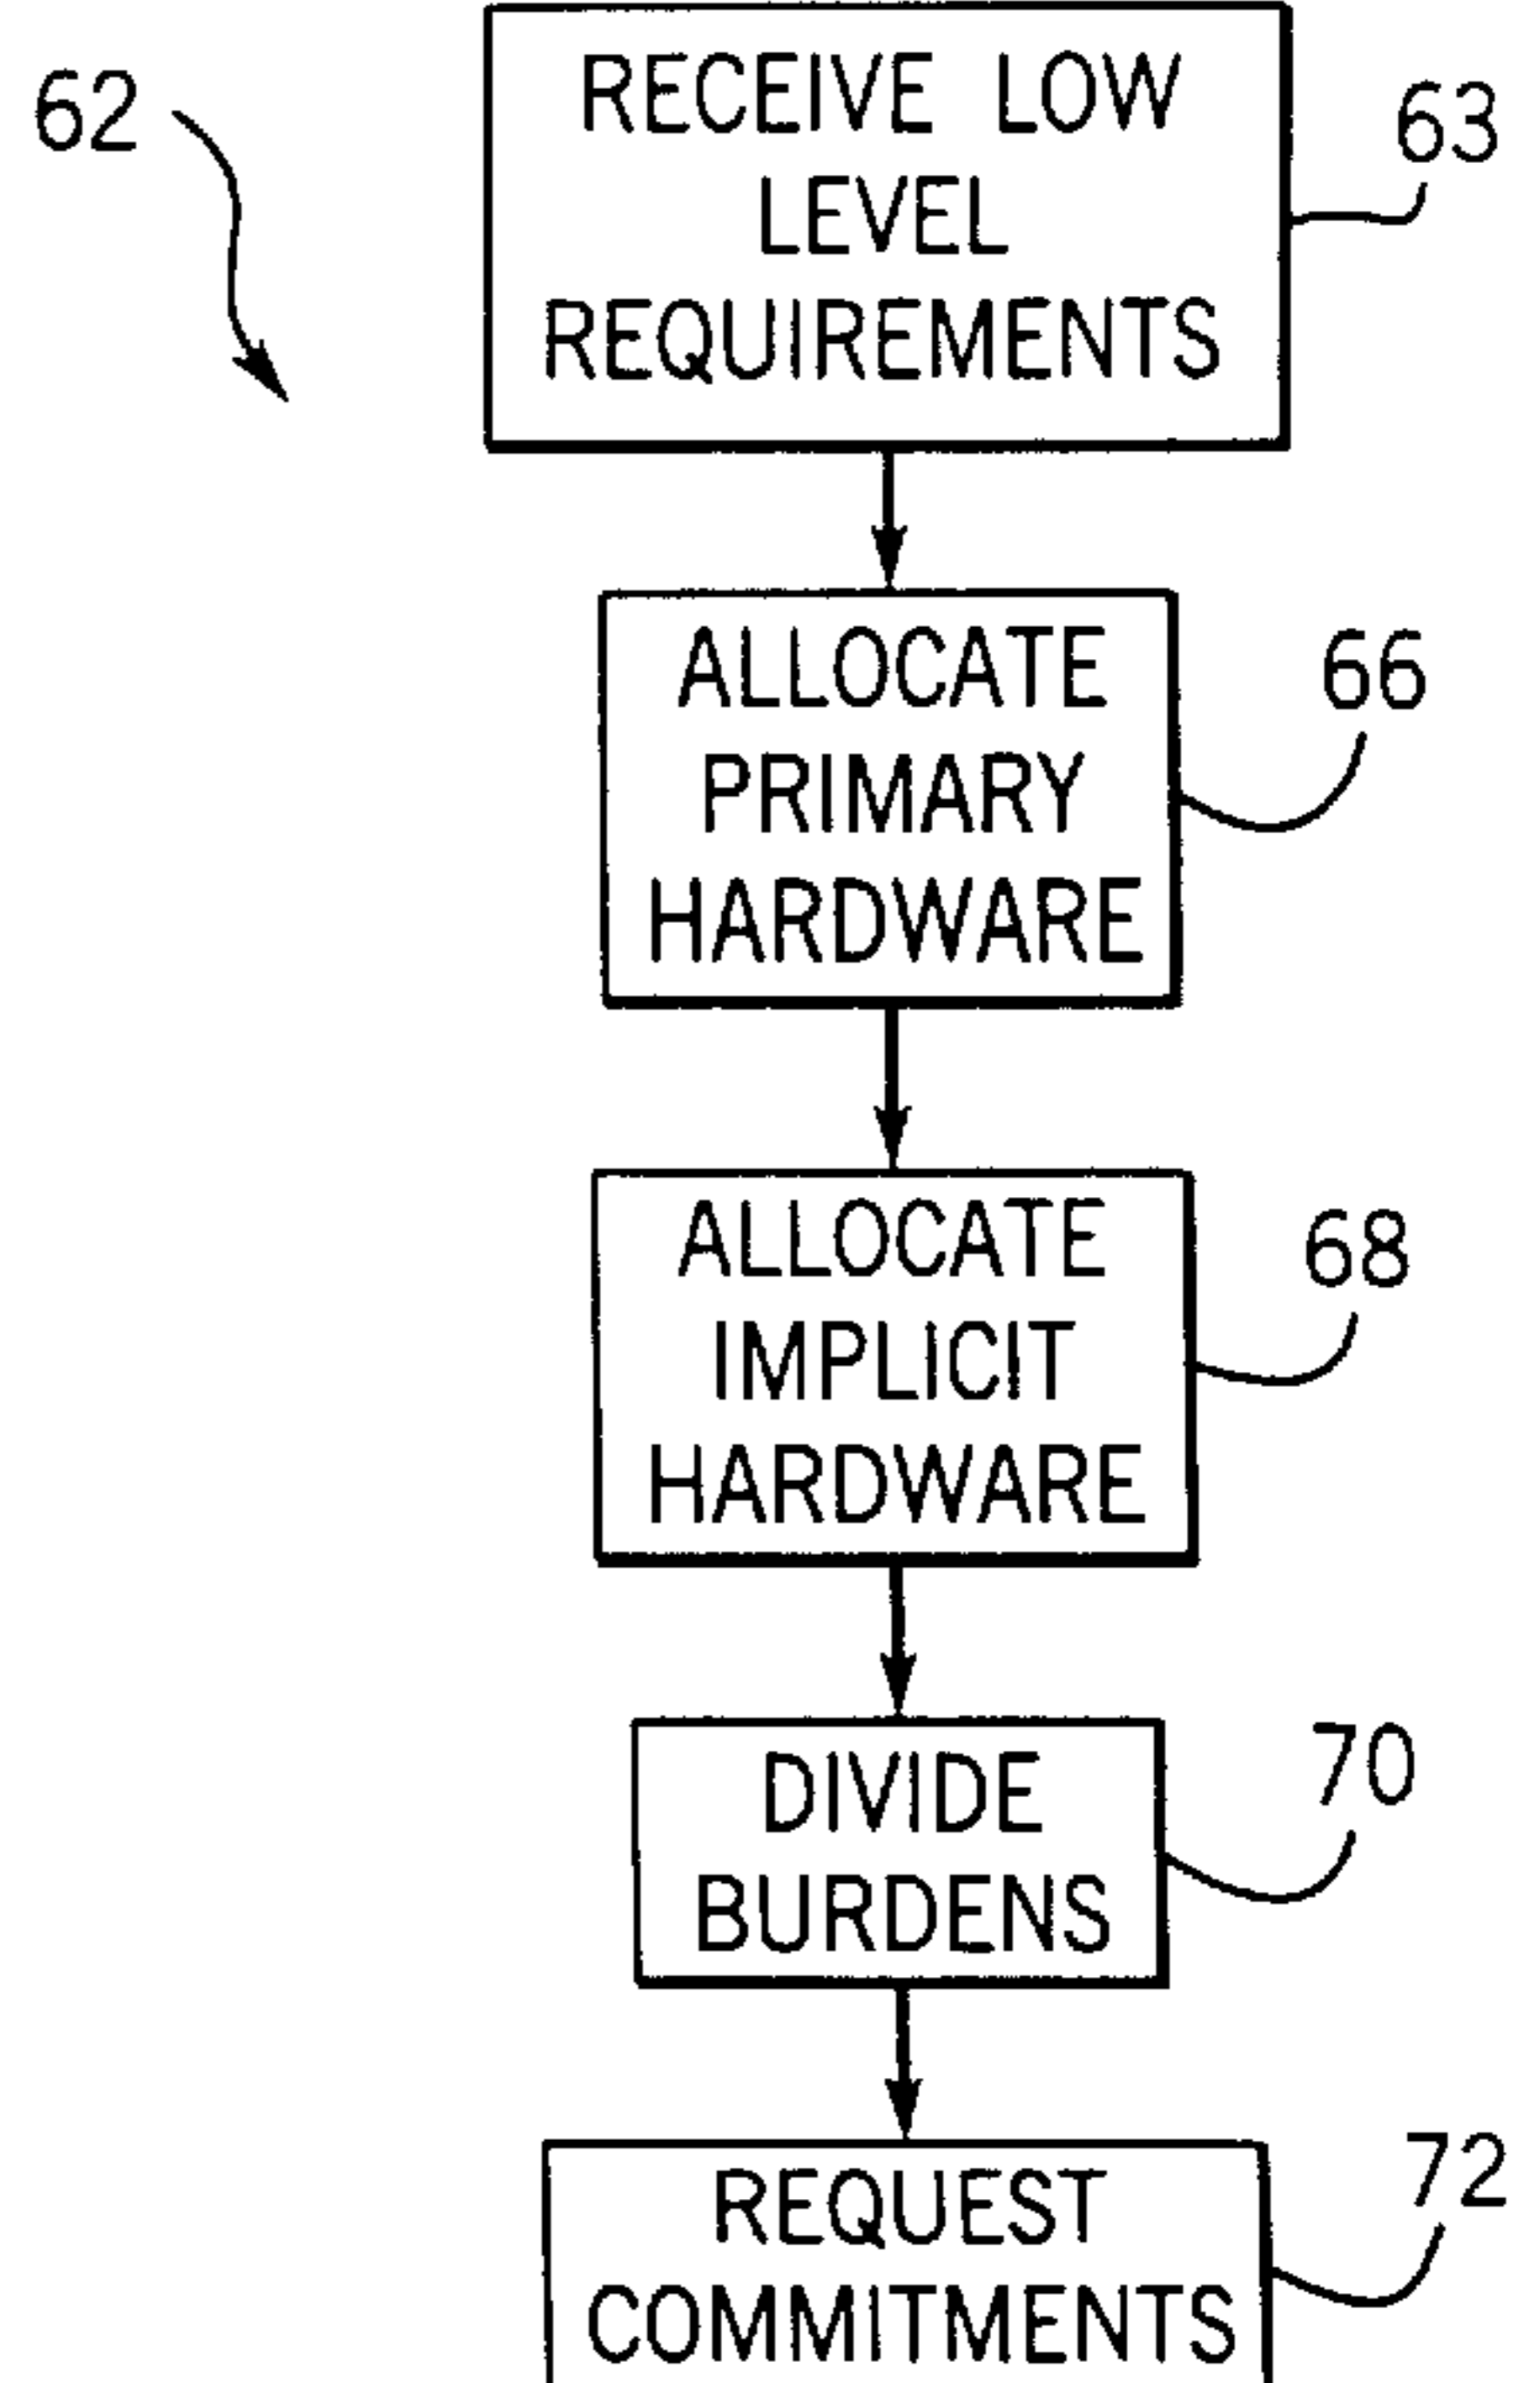 62
RECEIVE LOW
LEVEL
REQUIREMENTS
63
ALLOCATE
PRIMARY
HARDWARE
66
ALLOCATE
IMPLICIT
HARDWARE
68
DIVIDE
BURDENS
70
REQUEST
COMMITMENTS
72